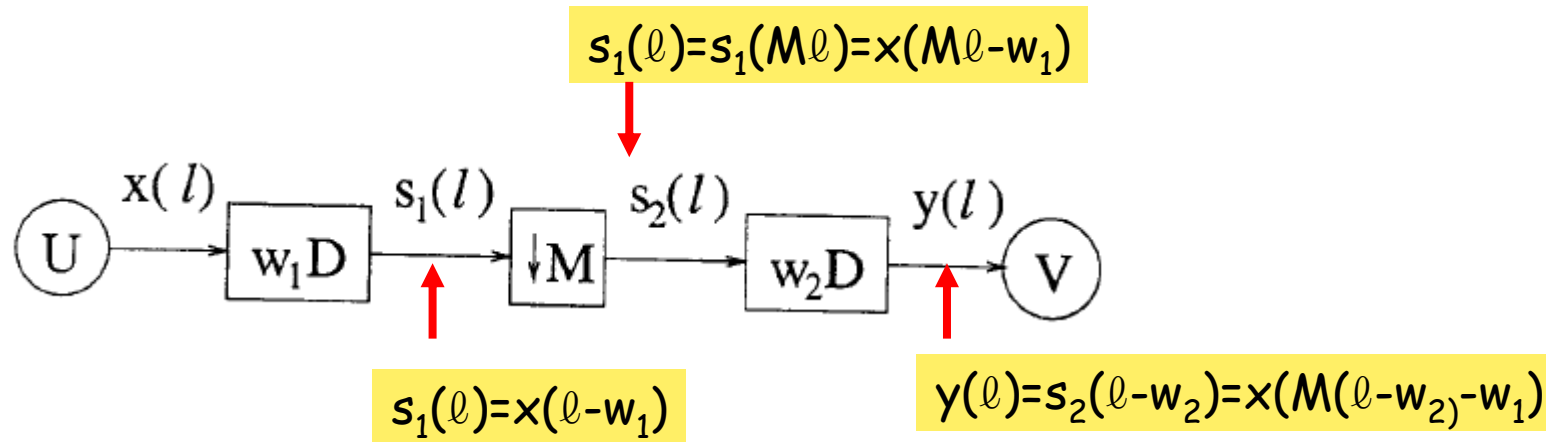 s₁(ℓ)=s₁(Mℓ)=x(Mℓ-w₁)
x(l) s₁(l) s₂(l) y(l)
U w₁D ↓M w₂D V
s₁(ℓ)=x(ℓ-w₁) y(ℓ)=s₂(ℓ-w₂)=x(M(ℓ-w₂₎-w₁)